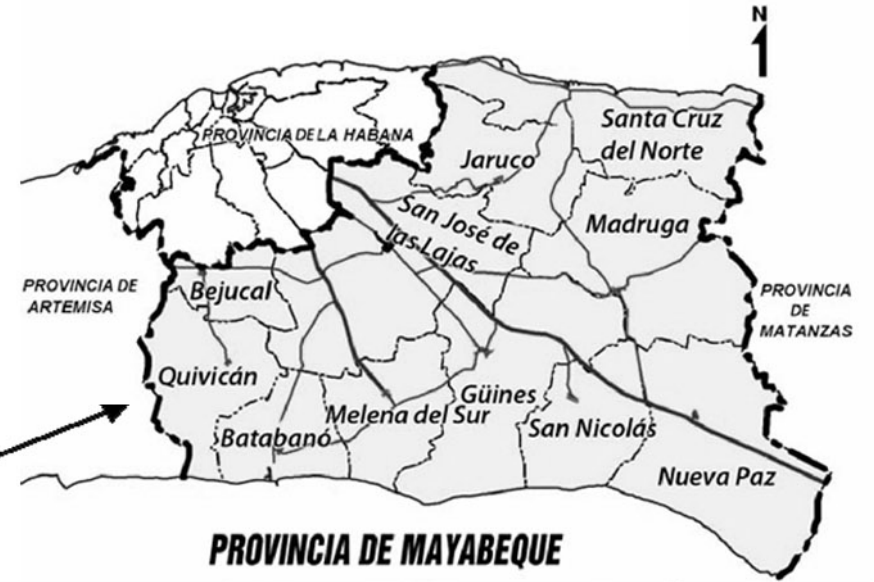 N
PROVINCIA DE LA HABANA
Santa Cruz
del Norte
Jaruco
San José de
las Lajas
Madruga
PROVINCIA DE
ARTEMISA
Bejucal
PROVINCIA
DE
MATANZAS
Quivicán
Batabanó
Melena del Sur
Güines
San Nicolás
Nueva Paz
PROVINCIA DE MAYABEQUE